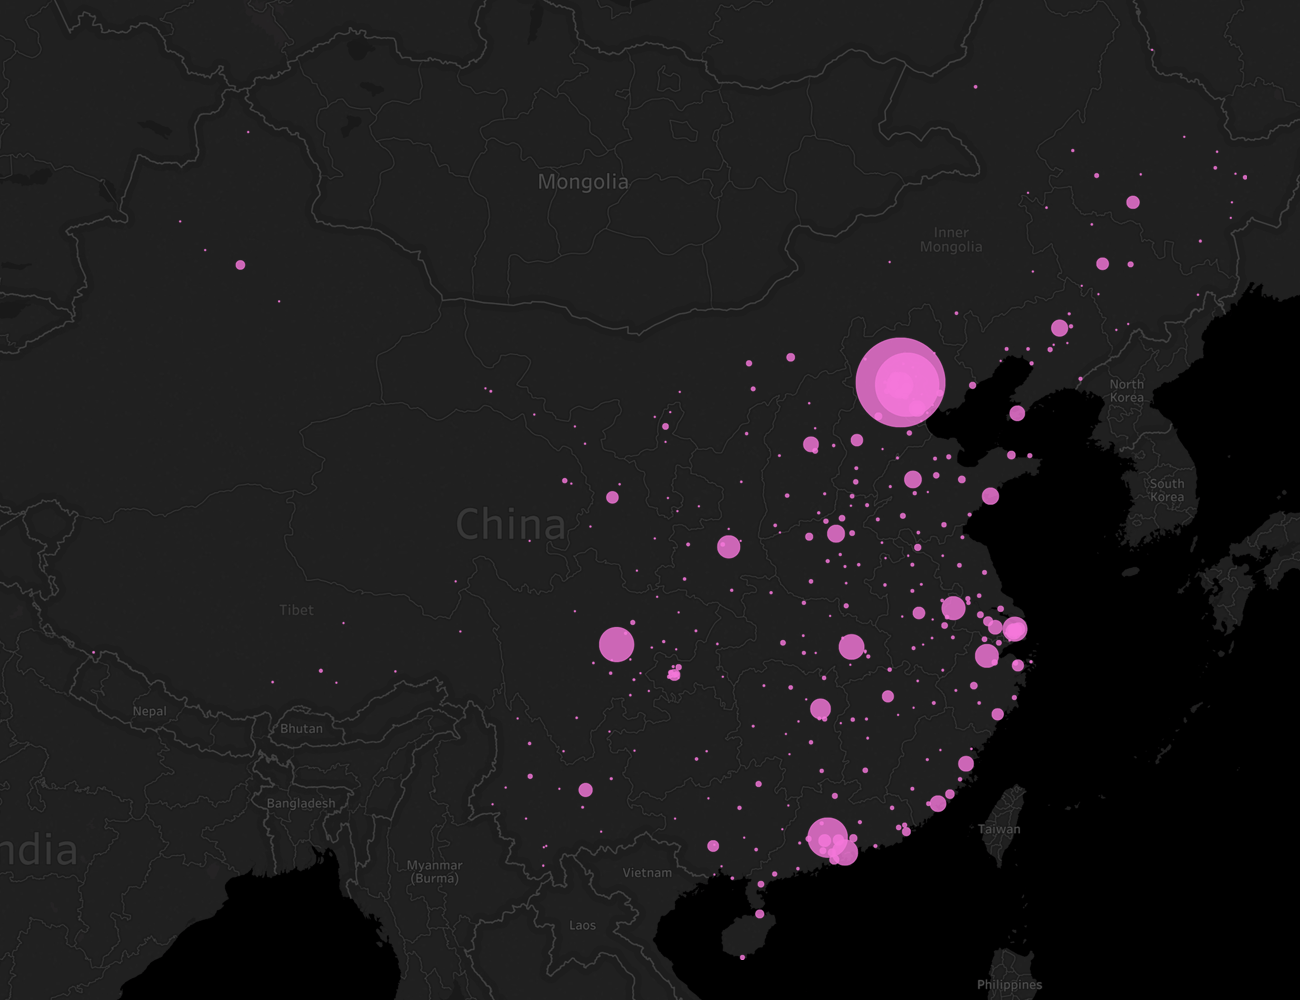 Mongolia
Inner
Mongolia
North
Korea
South
Korea
China
Tibet
Nepal
Bhutan
Bangladesh
ndia
Taiwan
Myanmar
(Burma)
Vietnam
Laos
Philippines